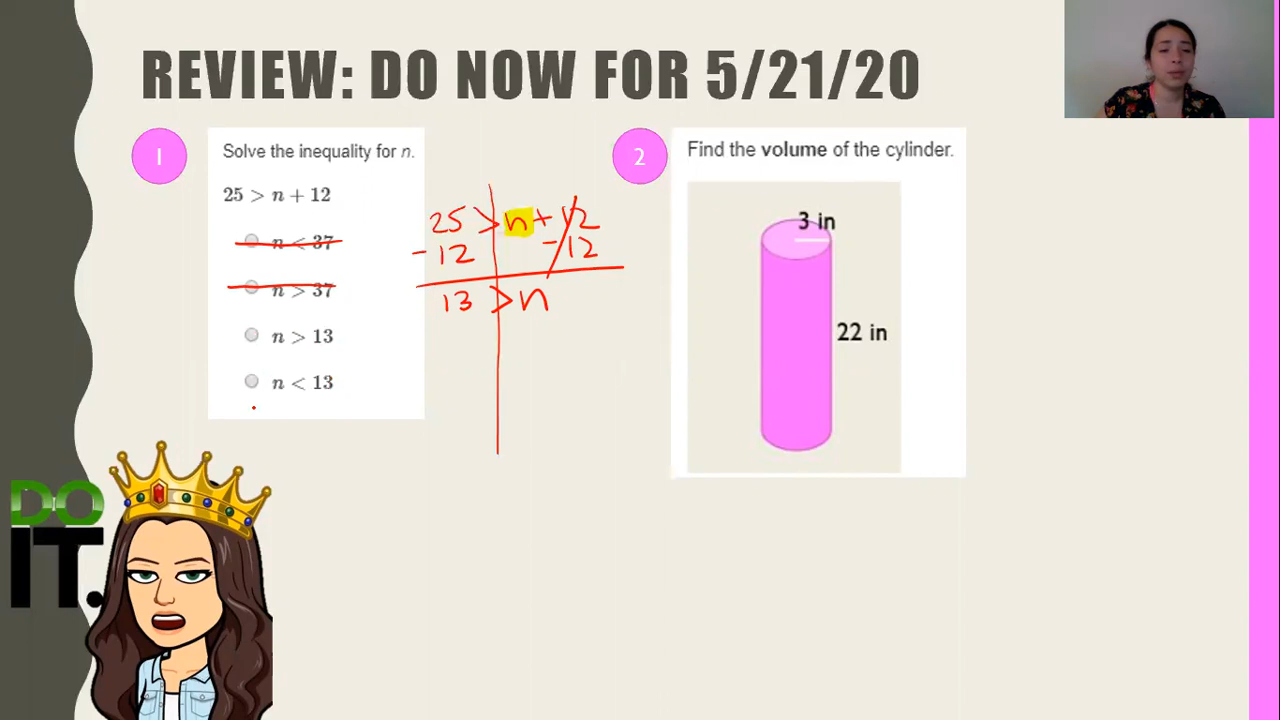 REVIEW: DO NOW FOR 5/21/20
1
Solve the inequality for n.
25 > n + 12
n < 37
n > 37
n > 13
n < 13
25 > n + 12
- 12 - 12
13 > n
2
Find the volume of the cylinder.
3 in
22 in
DO
IT.